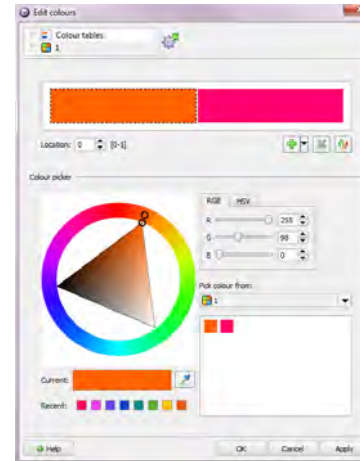 Edit colours
Colour tables
1
Location: 0 [0-1]
Colour picker
RGB HSV
R 255
G 98
B 0
Pick colour from:
1
Current:
Recent:
Help OK Cancel Apply